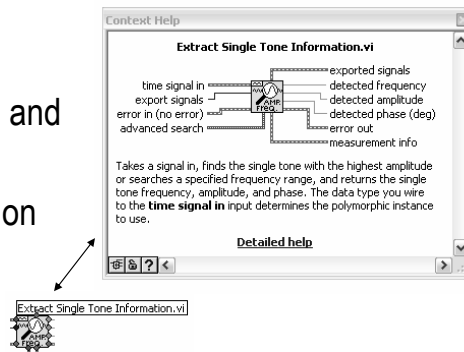 Context Help
Extract Single Tone Information.vi
exported signals
time signal in
detected frequency
export signals
detected amplitude
and
error in (no error)
detected phase (deg)
advanced search
error out
measurement info
AMP.
Freq.
Takes a signal in, finds the single tone with the highest amplitude
or searches a specified frequency range, and returns the single
tone frequency, amplitude, and phase. The data type you wire
to the time signal in input determines the polymorphic instance
to use.
on
Detailed help
?
Extract Single Tone Information.vi
AMP.
Freq.